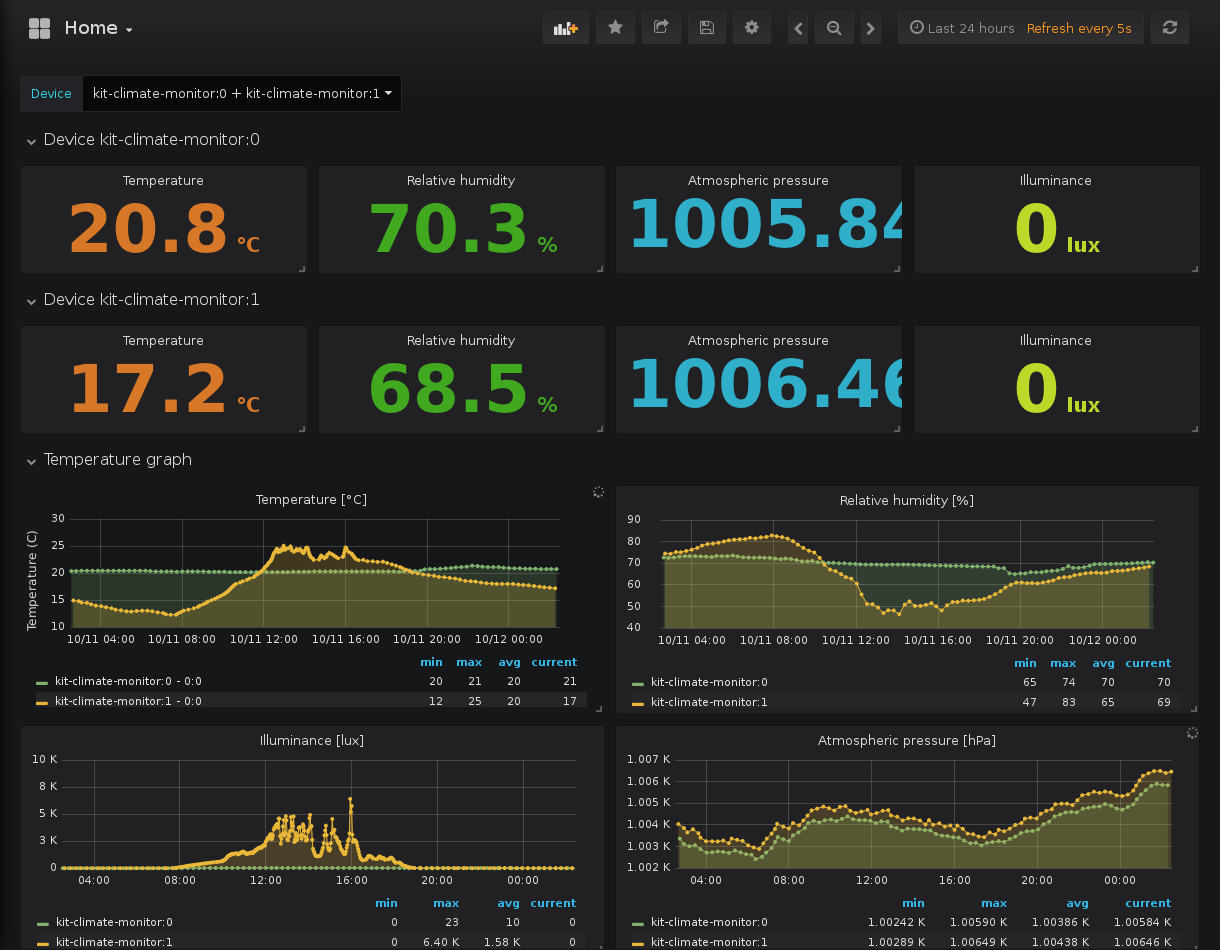 Home
Last 24 hours Refresh every 5s
Device kit-climate-monitor:0 + kit-climate-monitor:1
Device kit-climate-monitor:0
Temperature Relative humidity Atmospheric pressure Illuminance
20.8 °C 70.3 % 1005.84 0 lux
Device kit-climate-monitor:1
Temperature Relative humidity Atmospheric pressure Illuminance
17.2 °C 68.5 % 1006.46 0 lux
Temperature graph
Temperature [°C]
Temperature (C)
30
25
20
15
10
10/11 04:00 10/11 08:00 10/11 12:00 10/11 16:00 10/11 20:00 10/12 00:00
min max avg current
kit-climate-monitor:0 - 0:0 20 21 20 21
kit-climate-monitor:1 - 0:0 12 25 20 17
Relative humidity [%]
90
80
70
60
50
40
10/11 04:00 10/11 08:00 10/11 12:00 10/11 16:00 10/11 20:00 10/12 00:00
min max avg current
kit-climate-monitor:0 65 74 70 70
kit-climate-monitor:1 47 83 65 69
Illuminance [lux]
10 K
8 K
5 K
3 K
0
04:00 08:00 12:00 16:00 20:00 00:00
min max avg current
kit-climate-monitor:0 0 23 10 0
kit-climate-monitor:1 0 6.40 K 1.58 K 0
Atmospheric pressure [hPa]
1.007 K
1.006 K
1.005 K
1.004 K
1.003 K
1.002 K
04:00 08:00 12:00 16:00 20:00 00:00
min max avg current
kit-climate-monitor:0 1.00242 K 1.00590 K 1.00386 K 1.00584 K
kit-climate-monitor:1 1.00289 K 1.00649 K 1.00438 K 1.00646 K